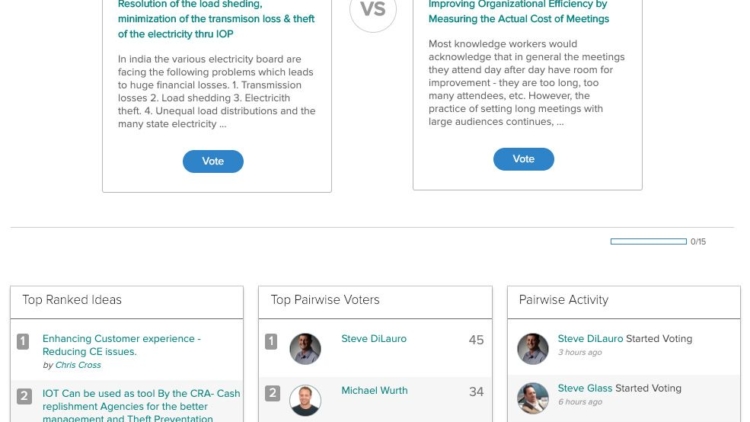 Resolution of the load sheding,
minimization of the transmison loss & theft
of the electricity thru IOP
In india the various electricity board are
facing the following problems which leads
to huge financial losses. 1. Transmission
losses 2. Load shedding 3. Electricith
theft. 4. Unequal load distributions and the
many state electricity ...
Vote
VS
Improving Organizational Efficiency by
Measuring the Actual Cost of Meetings
Most knowledge workers would
acknowledge that in general the meetings
they attend day after day have room for
improvement - they are too long, too
many attendees, etc. However, the
practice of setting long meetings with
large audiences continues, ...
Vote
0/15
Top Ranked Ideas
1 Enhancing Customer experience -
Reducing CE issues.
by Chris Cross
2 IOT Can be used as tool By the CRA- Cash
replishment Agencies for the better
management and Theft Preventation
Top Pairwise Voters
1 Steve DiLauro 45
2 Michael Wurth 34
Pairwise Activity
Steve DiLauro Started Voting
3 hours ago
Steve Glass Started Voting
6 hours ago